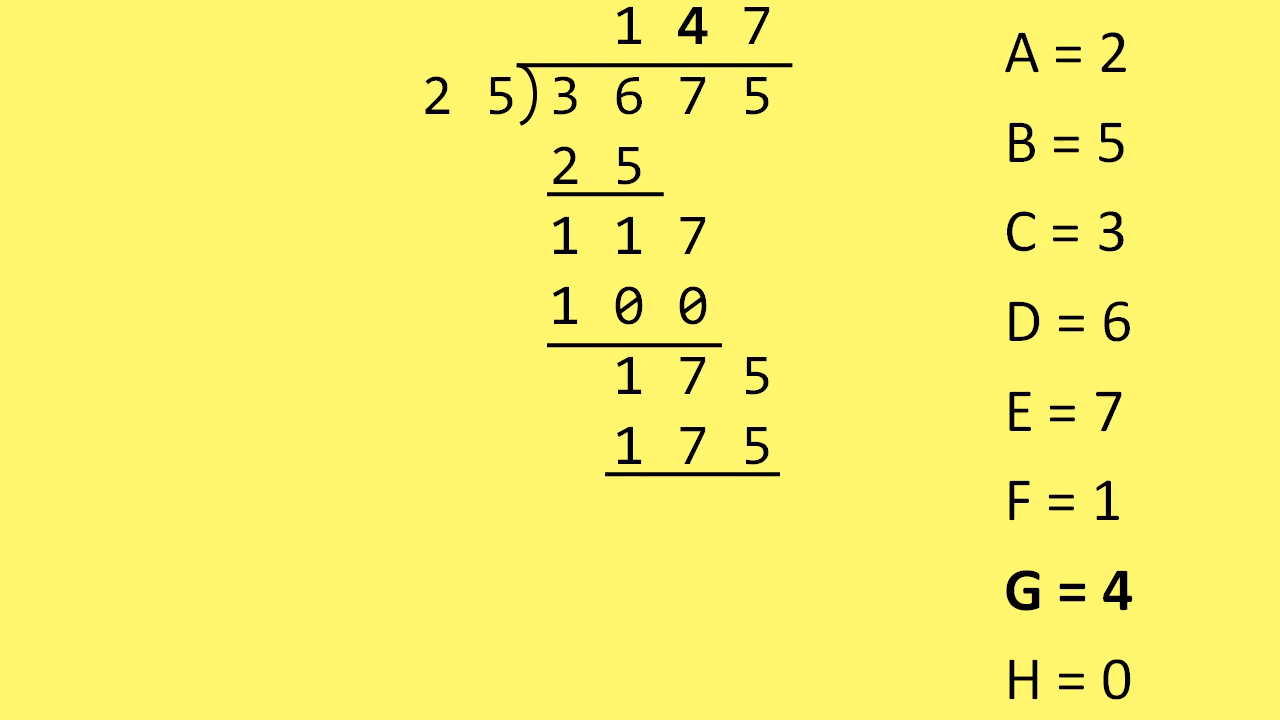 1 4 7
2 5)3 6 7 5
2 5
1 1 7
1 0 0
1 7 5
1 7 5
A = 2
B = 5
C = 3
D = 6
E = 7
F = 1
G = 4
H = 0